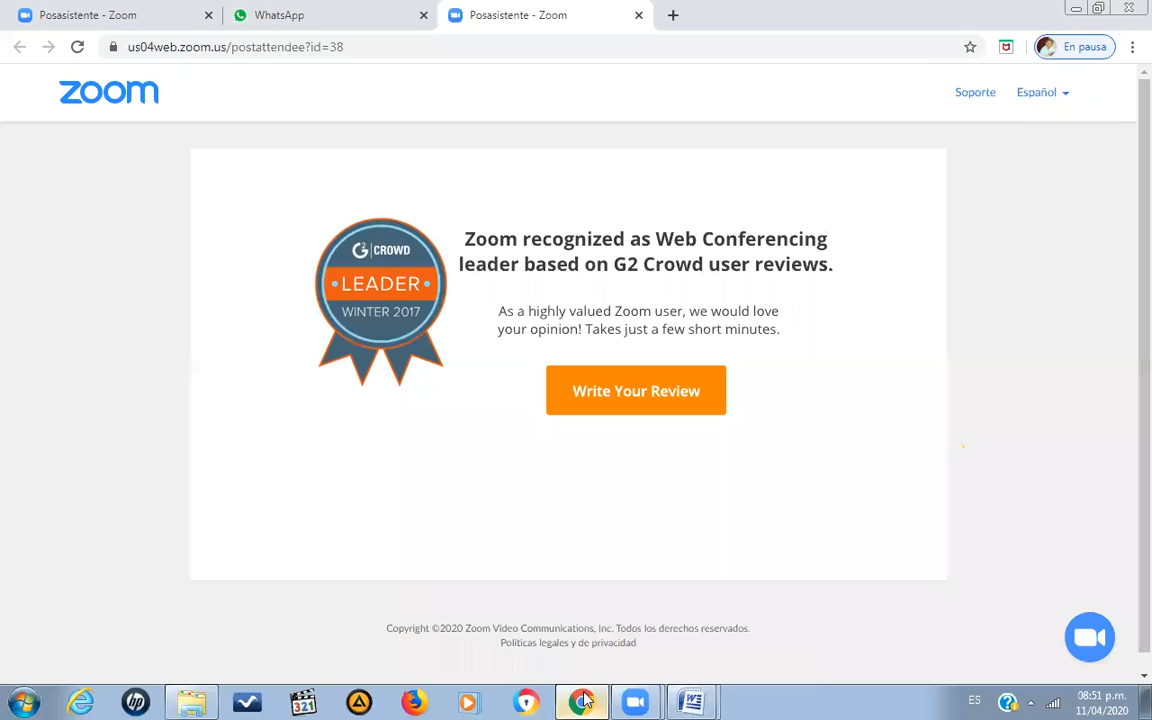 Posasistente - Zoom
WhatsApp
Posasistente - Zoom
us04web.zoom.us/postattendee?id=38
En pausa
zoom
Soporte
Español
G2 | CROWD
LEADER
WINTER 2017
Zoom recognized as Web Conferencing
leader based on G2 Crowd user reviews.
As a highly valued Zoom user, we would love
your opinion! Takes just a few short minutes.
Write Your Review
Copyright ©2020 Zoom Video Communications, Inc. Todos los derechos reservados.
Políticas legales y de privacidad
hp
321
W
ES
08:51 p.m.
11/04/2020